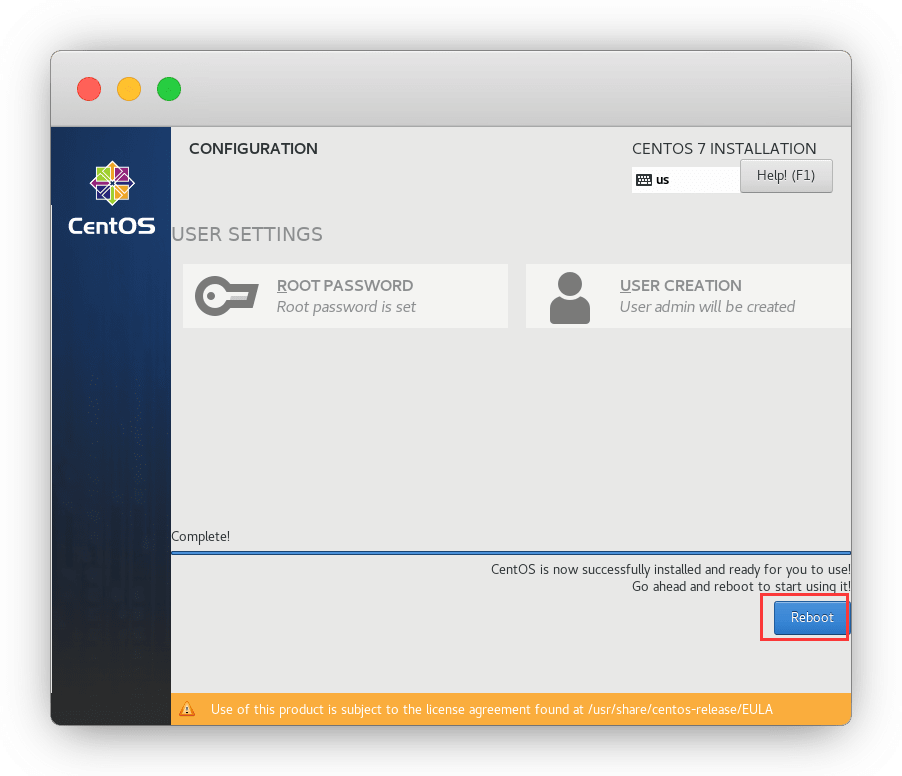 CONFIGURATION
CENTOS 7 INSTALLATION
us
Help! (F1)
CentOS
USER SETTINGS
ROOT PASSWORD
Root password is set
USER CREATION
User admin will be created
Complete!
CentOS is now successfully installed and ready for you to use!
Go ahead and reboot to start using it!
Reboot
Use of this product is subject to the license agreement found at /usr/share/centos-release/EULA